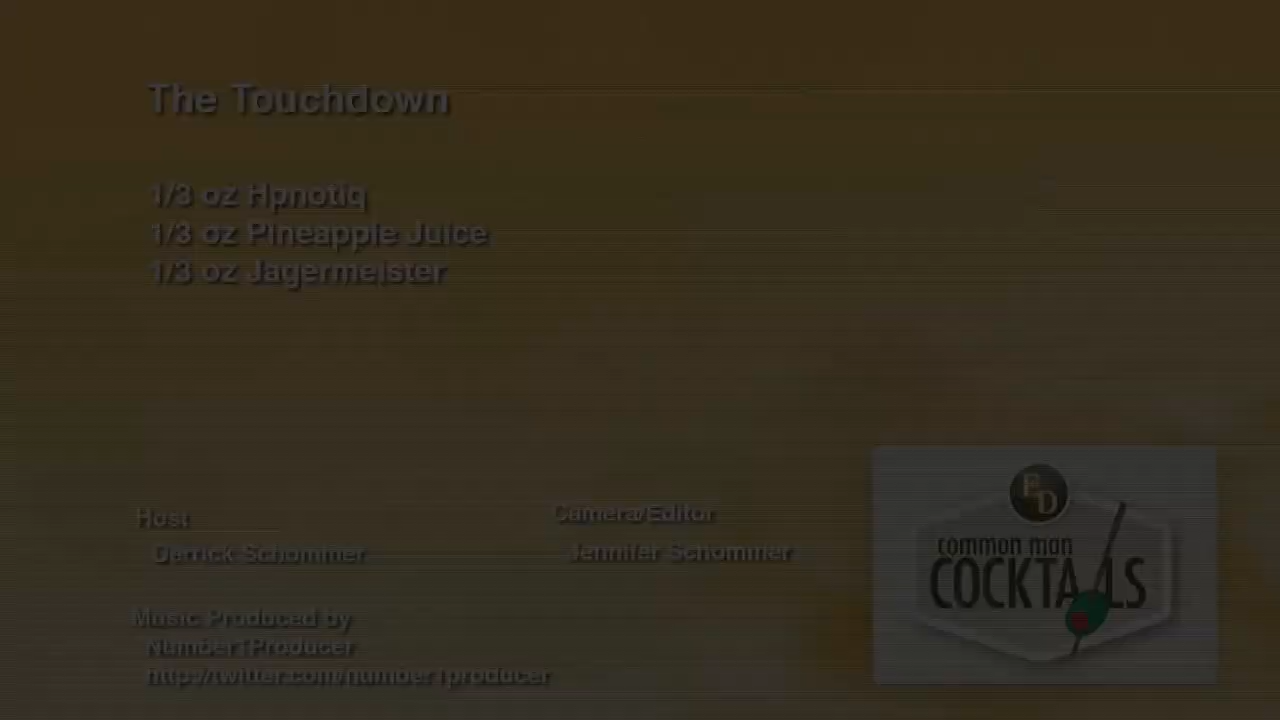 The Touchdown
1/3 oz Hpnotiq
1/3 oz Pineapple Juice
1/3 oz Jagermeister
Host
Derrick Schommer
Camera/Editor
Jennifer Schommer
Music Produced by
Number1Producer
http://twitter.com/number1producer
PD
common man
COCKTAILS